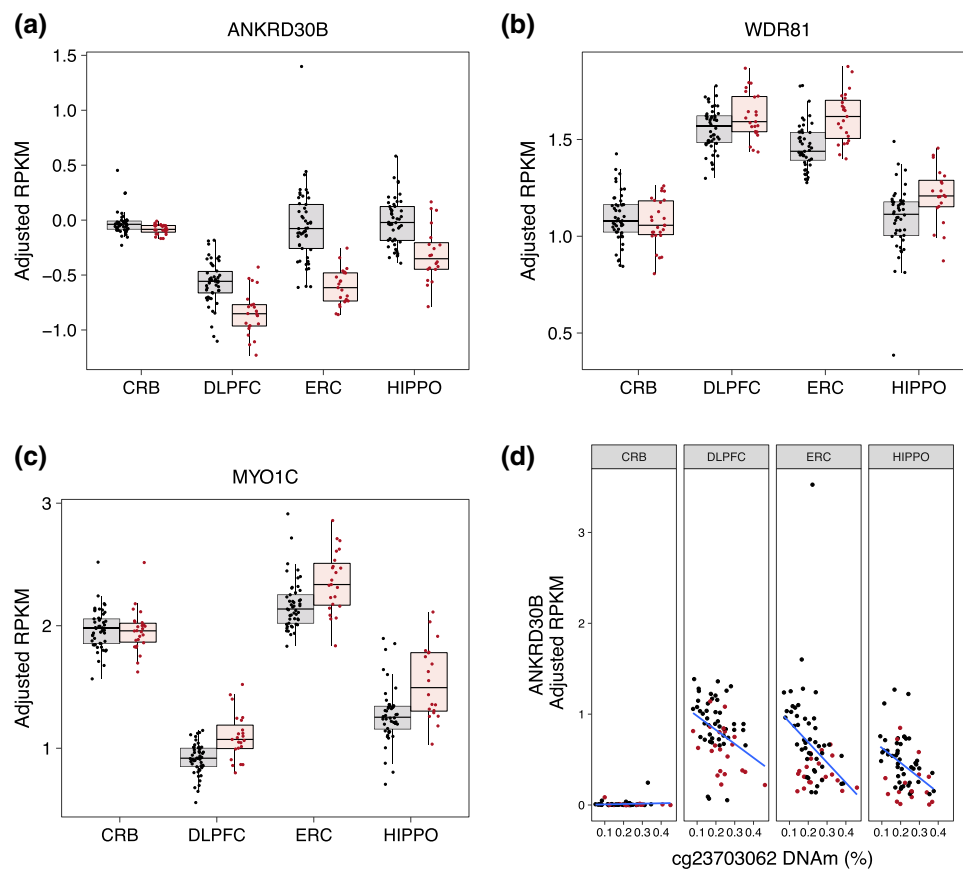 (a)
ANKRD30B
Adjusted RPKM
1.5
1.0
0.5
0.0
−0.5
−1.0
CRB DLPFC ERC HIPPO
(b)
WDR81
Adjusted RPKM
1.5
1.0
0.5
CRB DLPFC ERC HIPPO
(c)
MYO1C
Adjusted RPKM
3
2
1
CRB DLPFC ERC HIPPO
(d)
CRB DLPFC ERC HIPPO
ANKRD30B
Adjusted RPKM
3
2
1
0
0.1 0.2 0.3 0.4 0.1 0.2 0.3 0.4 0.1 0.2 0.3 0.4 0.1 0.2 0.3 0.4
cg23703062 DNAm (%)